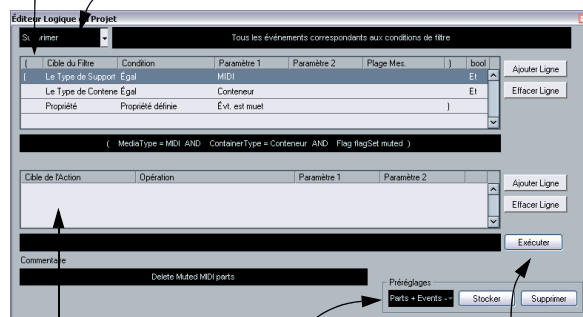 Éditeur Logique du Projet
Supprimer
Tous les événements correspondants aux conditions de filtre
( Cible du Filtre Condition Paramètre 1 Paramètre 2 Plage Mes. ) bool
( Le Type de Support Égal MIDI Et
Le Type de Contene Égal Conteneur Et
Propriété Propriété définie Évt. est muet )
Ajouter Ligne
Effacer Ligne
( MediaType = MIDI AND ContainerType = Conteneur AND Flag flagSet muted )
Cible de l'Action Opération Paramètre 1 Paramètre 2
Ajouter Ligne
Effacer Ligne
Exécuter
Commentaire
Delete Muted MIDI parts
Préréglages
Parts + Events -
Stocker
Supprimer